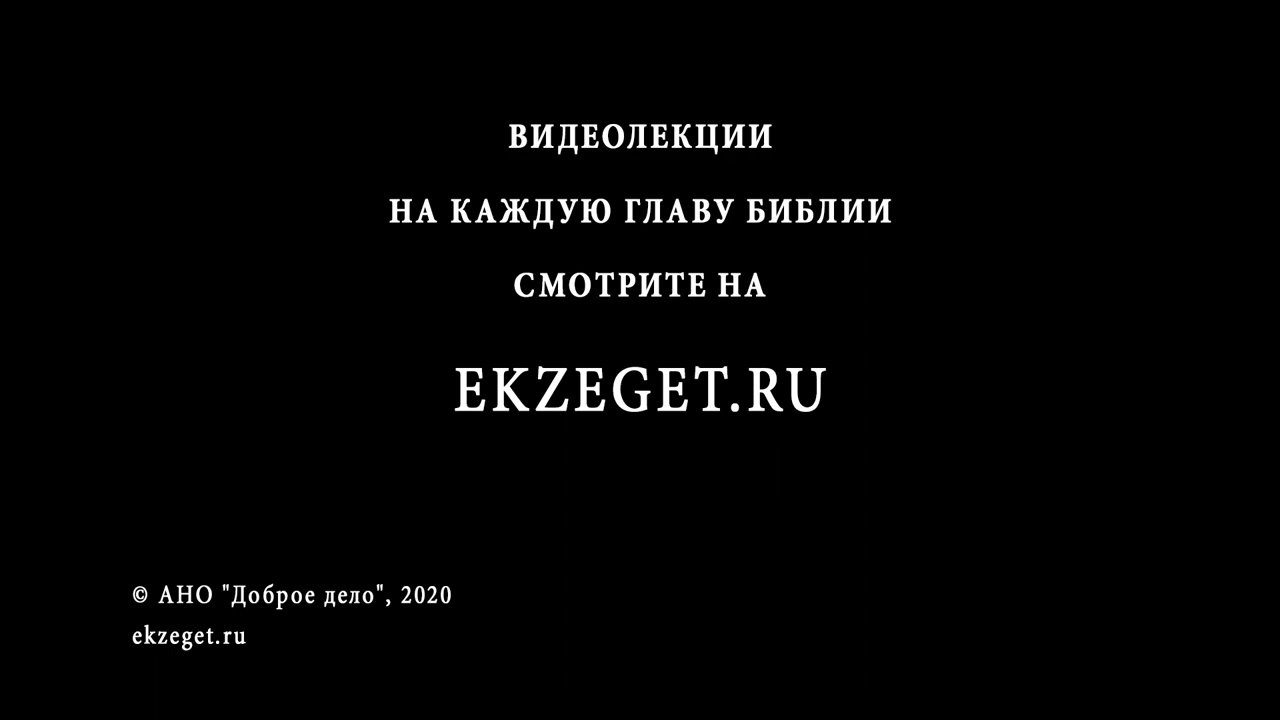 ВИДЕОЛЕКЦИИ
НА КАЖДУЮ ГЛАВУ БИБЛИИ
СМОТРИТЕ НА
EKZEGET.RU
© АНО "Доброе дело", 2020
ekzeget.ru